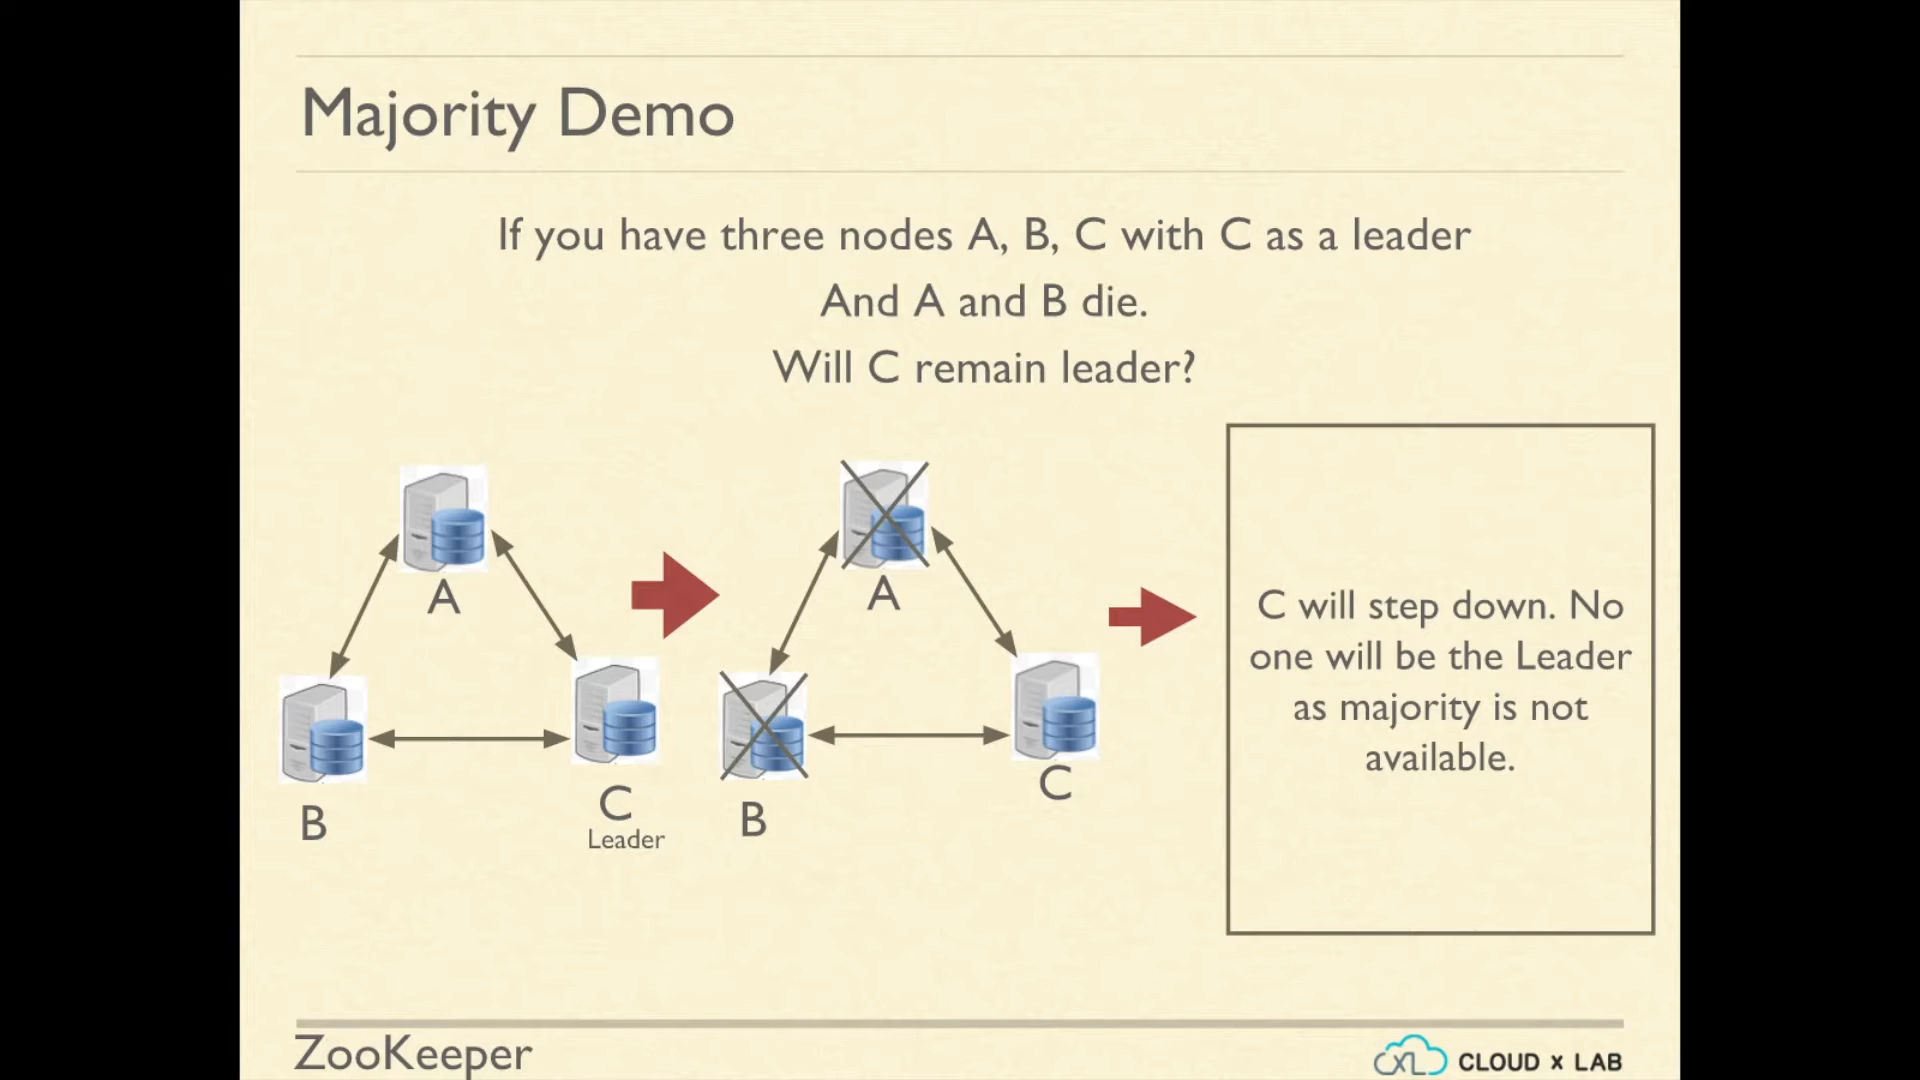 Majority Demo
If you have three nodes A, B, C with C as a leader
And A and B die.
Will C remain leader?
A
B
C
Leader
A
B
C
C will step down. No
one will be the Leader
as majority is not
available.
ZooKeeper
CXL CLOUD x LAB